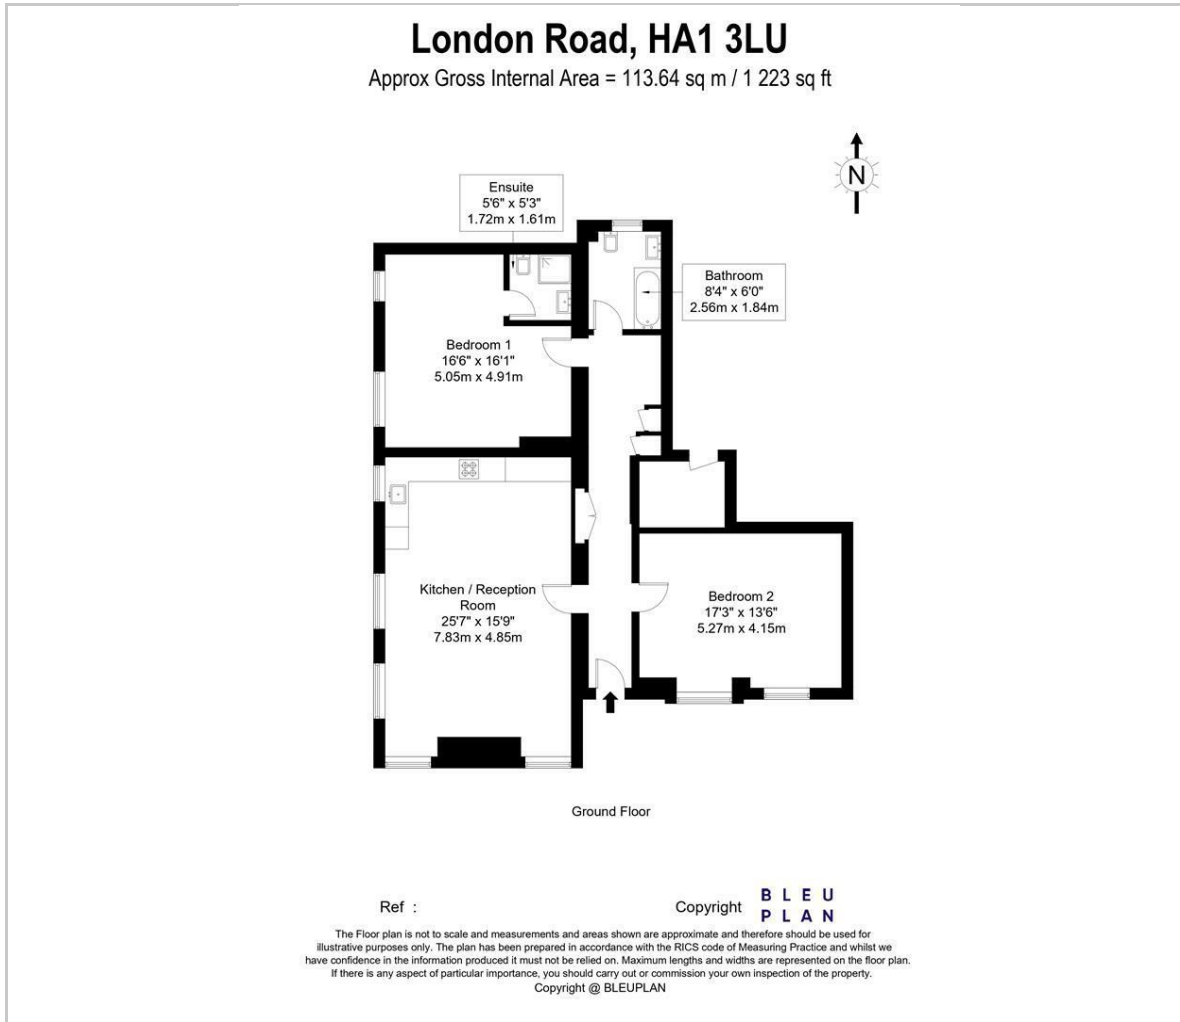 London Road, HA1 3LU
Approx Gross Internal Area = 113.64 sq m / 1 223 sq ft
N
Ensuite
5'6" x 5'3"
1.72m x 1.61m
Bathroom
8'4" x 6'0"
2.56m x 1.84m
Bedroom 1
16'6" x 16'1"
5.05m x 4.91m
Kitchen / Reception
Room
25'7" x 15'9"
7.83m x 4.85m
Bedroom 2
17'3" x 13'6"
5.27m x 4.15m
Ground Floor
Ref :
Copyright
BLEU
PLAN
The Floor plan is not to scale and measurements and areas shown are approximate and therefore should be used for
illustrative purposes only. The plan has been prepared in accordance with the RICS code of Measuring Practice and whilst we
have confidence in the information produced it must not be relied on. Maximum lengths and widths are represented on the floor plan.
If there is any aspect of particular importance, you should carry out or commission your own inspection of the property.
Copyright @ BLEUPLAN